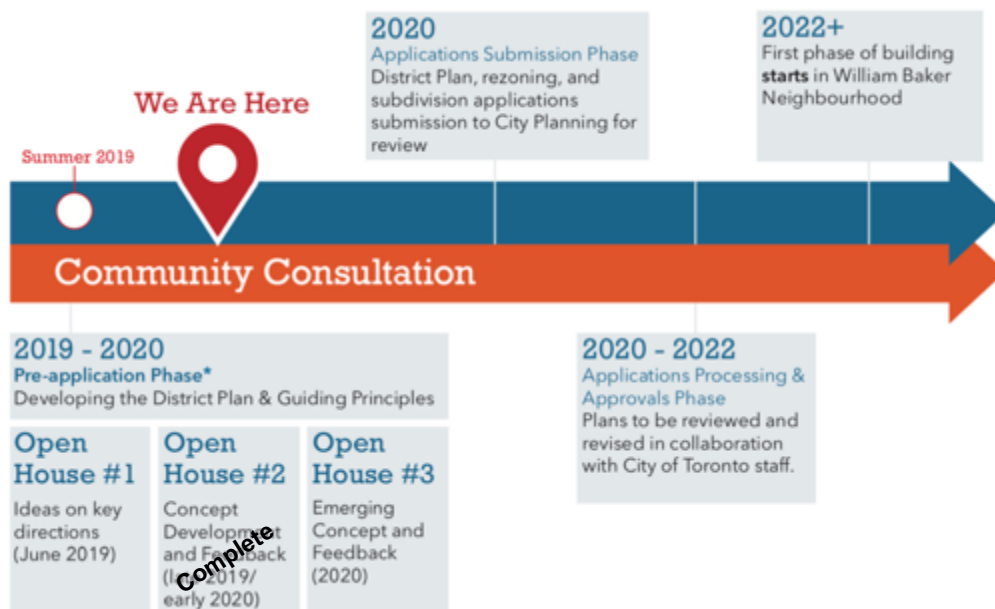 2020
Applications Submission Phase
District Plan, rezoning, and
subdivision applications
submission to City Planning for
review
2022+
First phase of building
starts in William Baker
Neighbourhood
We Are Here
Summer 2019
Community Consultation
2019 - 2020
Pre-application Phase*
Developing the District Plan & Guiding Principles
Open
House #1
Ideas on key
directions
(June 2019)
Open
House #2
Concept
Development
and Feedback
(late 2019/
early 2020)
Complete
Open
House #3
Emerging
Concept and
Feedback
(2020)
2020 - 2022
Applications Processing &
Approvals Phase
Plans to be reviewed and
revised in collaboration
with City of Toronto staff.